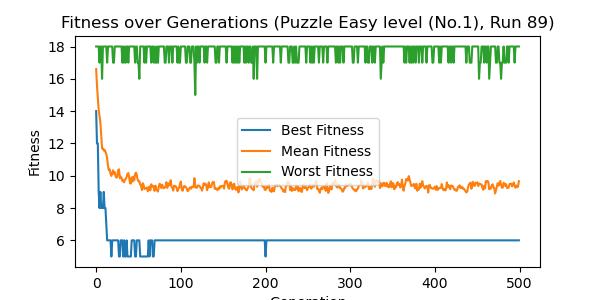 Fitness over Generations (Puzzle Easy level (No.1), Run 89)
Fitness
18
16
14
12
10
8
6
Best Fitness
Mean Fitness
Worst Fitness
0
100
200
300
400
500
Generation